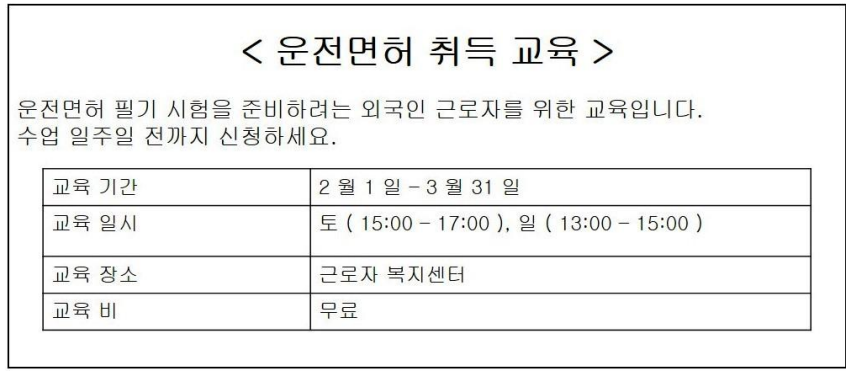 < 운전면허 취득 교육 >
운전면허 필기 시험을 준비하려는 외국인 근로자를 위한 교육입니다.
수업 일주일 전까지 신청하세요.
교육 기간 2 월 1 일 – 3 월 31 일
교육 일시 토 ( 15:00 – 17:00 ), 일 ( 13:00 – 15:00 )
교육 장소 근로자 복지센터
교육 비 무료